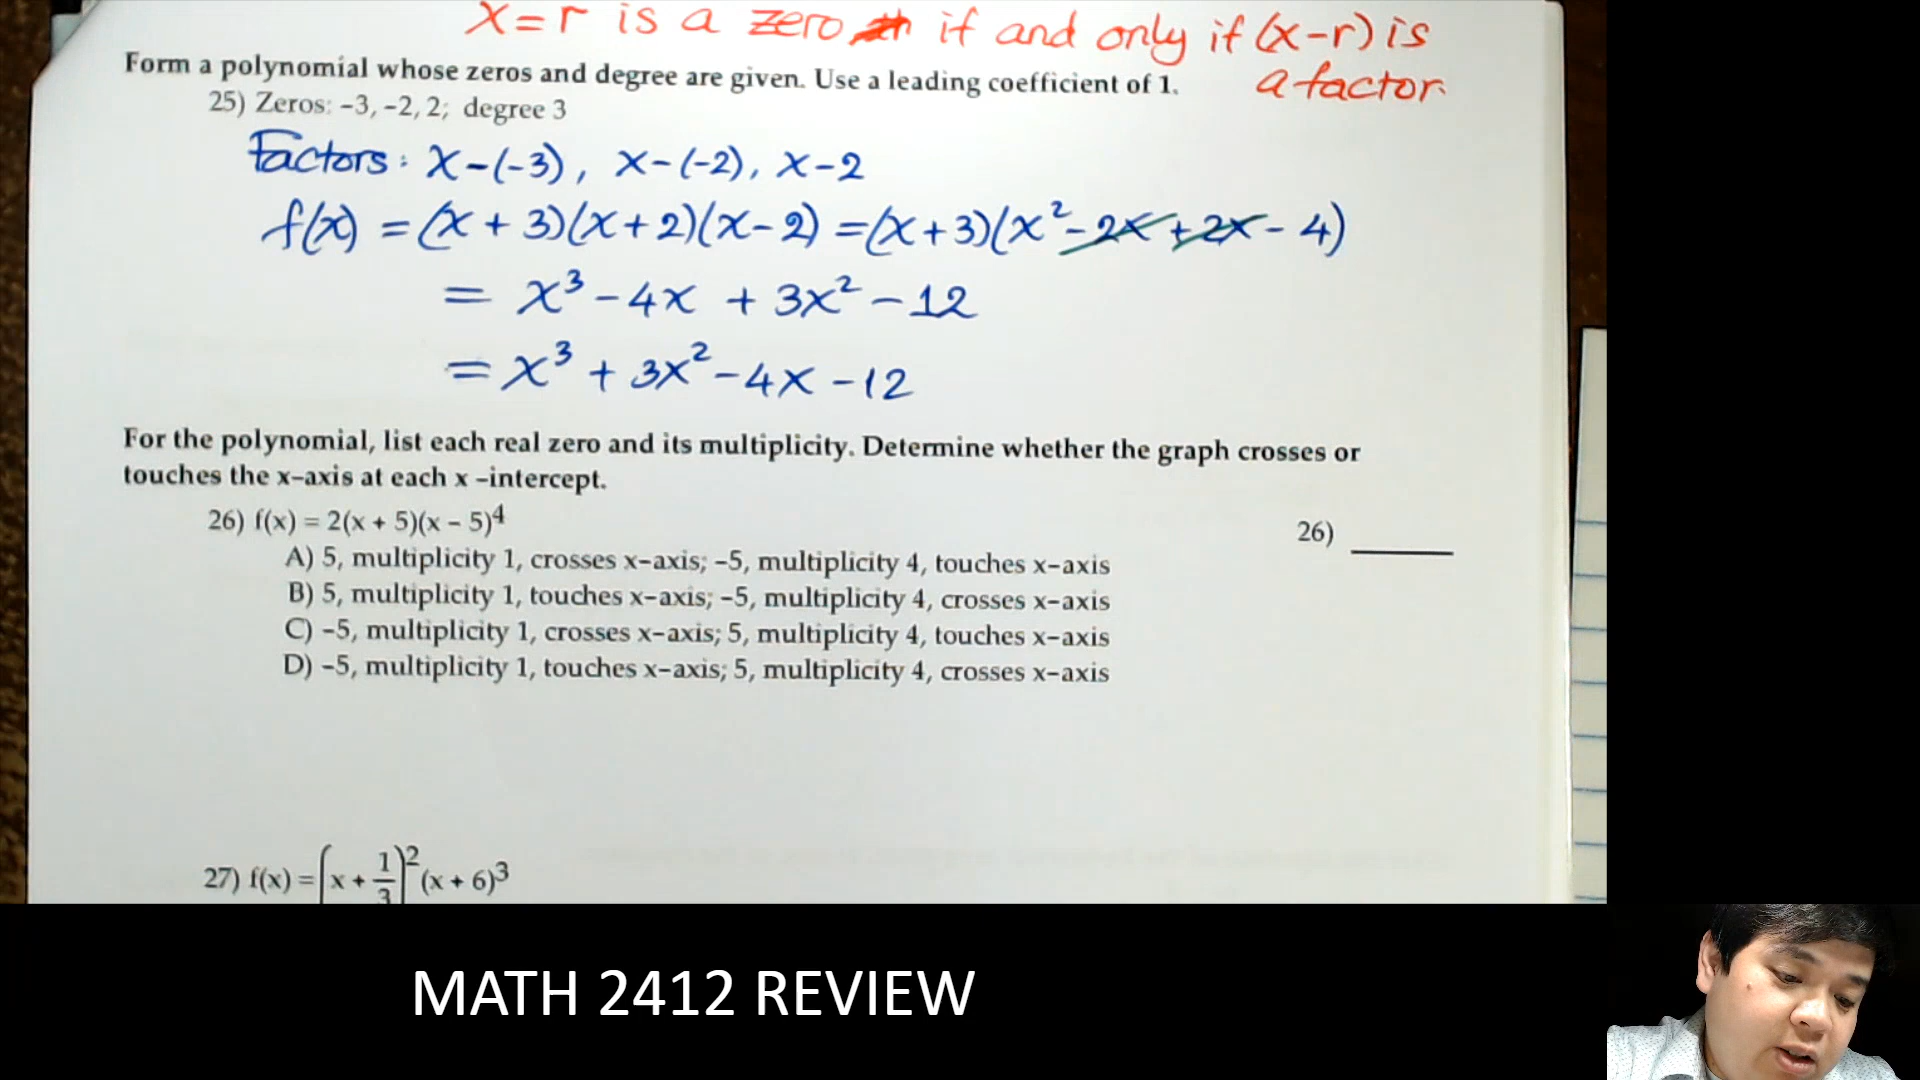 x=r is a zero if and only if (x-r) is
a factor.
Form a polynomial whose zeros and degree are given. Use a leading coefficient of 1.
25) Zeros: -3, -2, 2; degree 3
Factors: x-(-3), x-(-2), x-2
f(x) = (x+3)(x+2)(x-2) = (x+3)(x²-2x+2x-4)
= x³ - 4x + 3x² - 12
= x³ + 3x² - 4x - 12
For the polynomial, list each real zero and its multiplicity. Determine whether the graph crosses or
touches the x-axis at each x -intercept.
26) f(x) = 2(x + 5)(x - 5)⁴
26)
A) 5, multiplicity 1, crosses x-axis; -5, multiplicity 4, touches x-axis
B) 5, multiplicity 1, touches x-axis; -5, multiplicity 4, crosses x-axis
C) -5, multiplicity 1, crosses x-axis; 5, multiplicity 4, touches x-axis
D) -5, multiplicity 1, touches x-axis; 5, multiplicity 4, crosses x-axis
27) f(x) = (x + 1/3)²(x + 6)³
MATH 2412 REVIEW